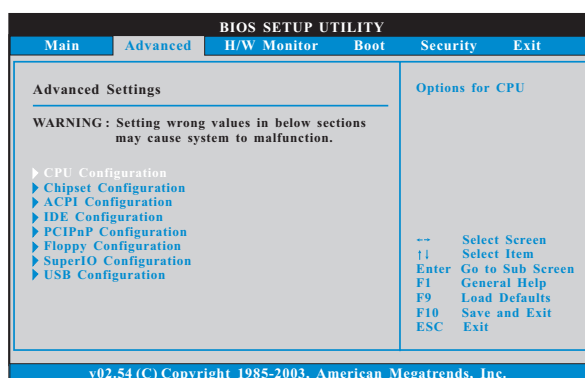 BIOS SETUP UTILITY
Main Advanced H/W Monitor Boot Security Exit
Advanced Settings
WARNING : Setting wrong values in below sections
may cause system to malfunction.
CPU Configuration
Chipset Configuration
ACPI Configuration
IDE Configuration
PCIPnP Configuration
Floppy Configuration
SuperIO Configuration
USB Configuration
Options for CPU
←→ Select Screen
↑↓ Select Item
Enter Go to Sub Screen
F1 General Help
F9 Load Defaults
F10 Save and Exit
ESC Exit
v02.54 (C) Copyright 1985-2003, American Megatrends, Inc.